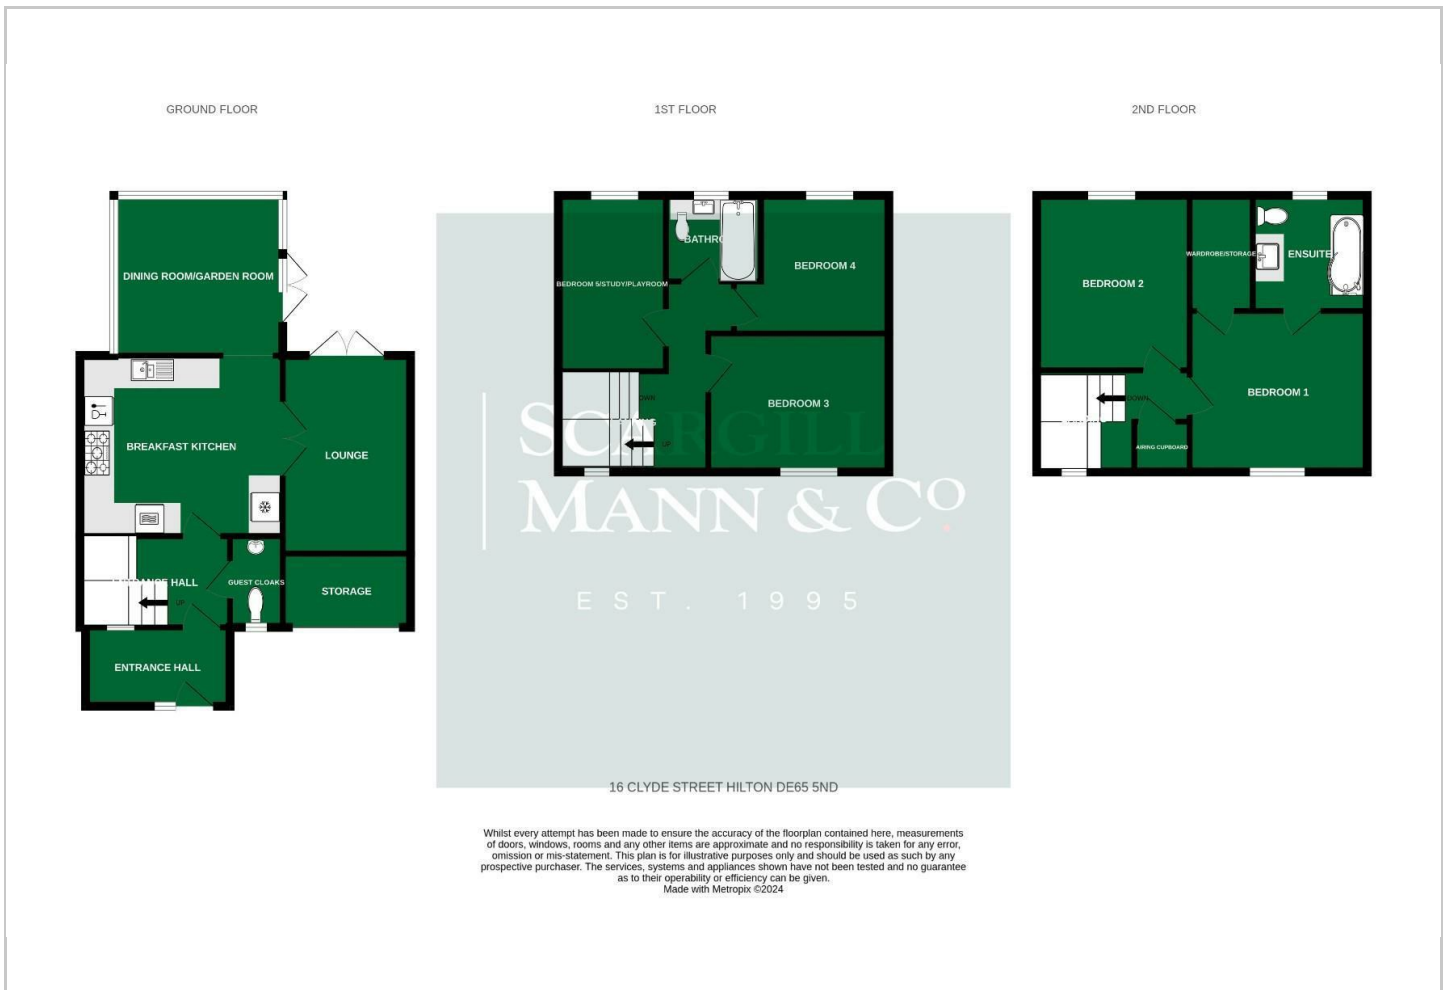 GROUND FLOOR
1ST FLOOR
2ND FLOOR
DINING ROOM/GARDEN ROOM
BREAKFAST KITCHEN
LOUNGE
ENTRANCE HALL
UP
GUEST CLOAKS
STORAGE
ENTRANCE HALL
BEDROOM 5/STUDY/PLAYROOM
BATHRO
BEDROOM 4
BEDROOM 3
DOWN
UP
BEDROOM 2
WARDROBE/STORAGE
ENSUITE
BEDROOM 1
DOWN
AIRING CUPBOARD
SCARGILL
MANN & CO.
EST. 1995
16 CLYDE STREET HILTON DE65 5ND
Whilst every attempt has been made to ensure the accuracy of the floorplan contained here, measurements
of doors, windows, rooms and any other items are approximate and no responsibility is taken for any error,
omission or mis-statement. This plan is for illustrative purposes only and should be used as such by any
prospective purchaser. The services, systems and appliances shown have not been tested and no guarantee
as to their operability or efficiency can be given.
Made with Metropix ©2024